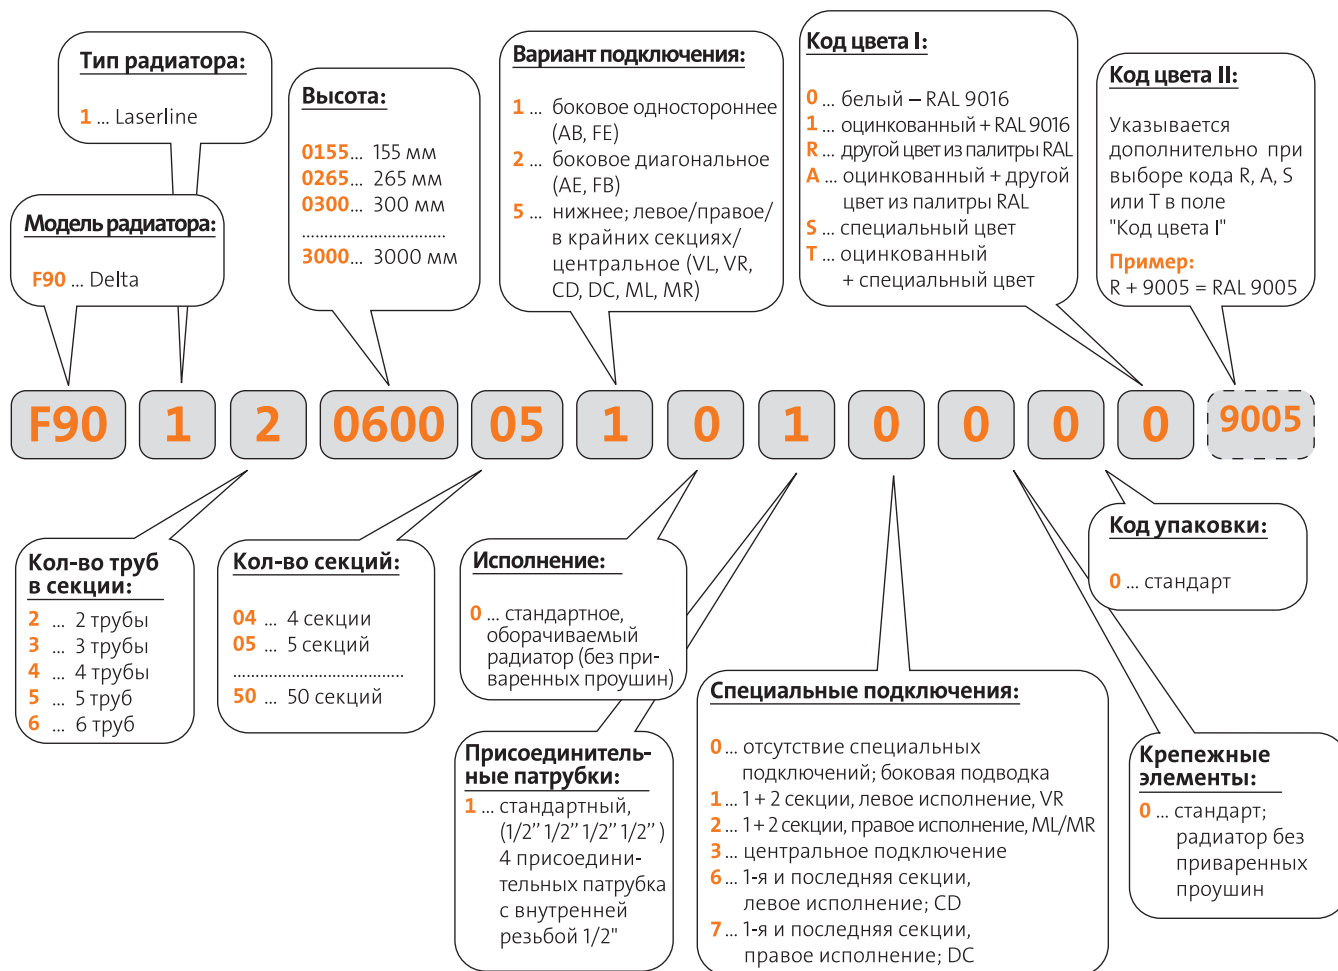 Тип радиатора:
1 ... Laserline
Модель радиатора:
F90 ... Delta
Высота:
0155... 155 мм
0265... 265 мм
0300... 300 мм
..............................
3000... 3000 мм
Вариант подключения:
1 ... боковое одностороннее
(AB, FE)
2 ... боковое диагональное
(AE, FB)
5 ... нижнее; левое/правое/
в крайних секциях/
центральное (VL, VR,
CD, DC, ML, MR)
Код цвета I:
0 ... белый – RAL 9016
1 ... оцинкованный + RAL 9016
R ... другой цвет из палитры RAL
A ... оцинкованный + другой
цвет из палитры RAL
S ... специальный цвет
T ... оцинкованный
+ специальный цвет
Код цвета II:
Указывается
дополнительно при
выборе кода R, A, S
или T в поле
"Код цвета I"
Пример:
R + 9005 = RAL 9005
F90 1 2 0600 05 1 0 1 0 0 0 0 9005
Кол-во труб
в секции:
2 ... 2 трубы
3 ... 3 трубы
4 ... 4 трубы
5 ... 5 труб
6 ... 6 труб
Кол-во секций:
04 ... 4 секции
05 ... 5 секций
...................................
50 ... 50 секций
Исполнение:
0 ... стандартное,
оборачиваемый
радиатор (без при-
варенных проушин)
Присоединитель-
ные патрубки:
1 ... стандартный,
(1/2’’ 1/2’’ 1/2’’ 1/2’’ )
4 присоедини-
тельных патрубка
с внутренней
резьбой 1/2"
Специальные подключения:
0 ... отсутствие специальных
подключений; боковая подводка
1 ... 1 + 2 секции, левое исполнение, VR
2 ... 1 + 2 секции, правое исполнение, ML/MR
3 ... центральное подключение
6 ... 1-я и последняя секции,
левое исполнение; CD
7 ... 1-я и последняя секции,
правое исполнение; DC
Код упаковки:
0 ... стандарт
Крепежные
элементы:
0 ... стандарт;
радиатор без
приваренных
проушин